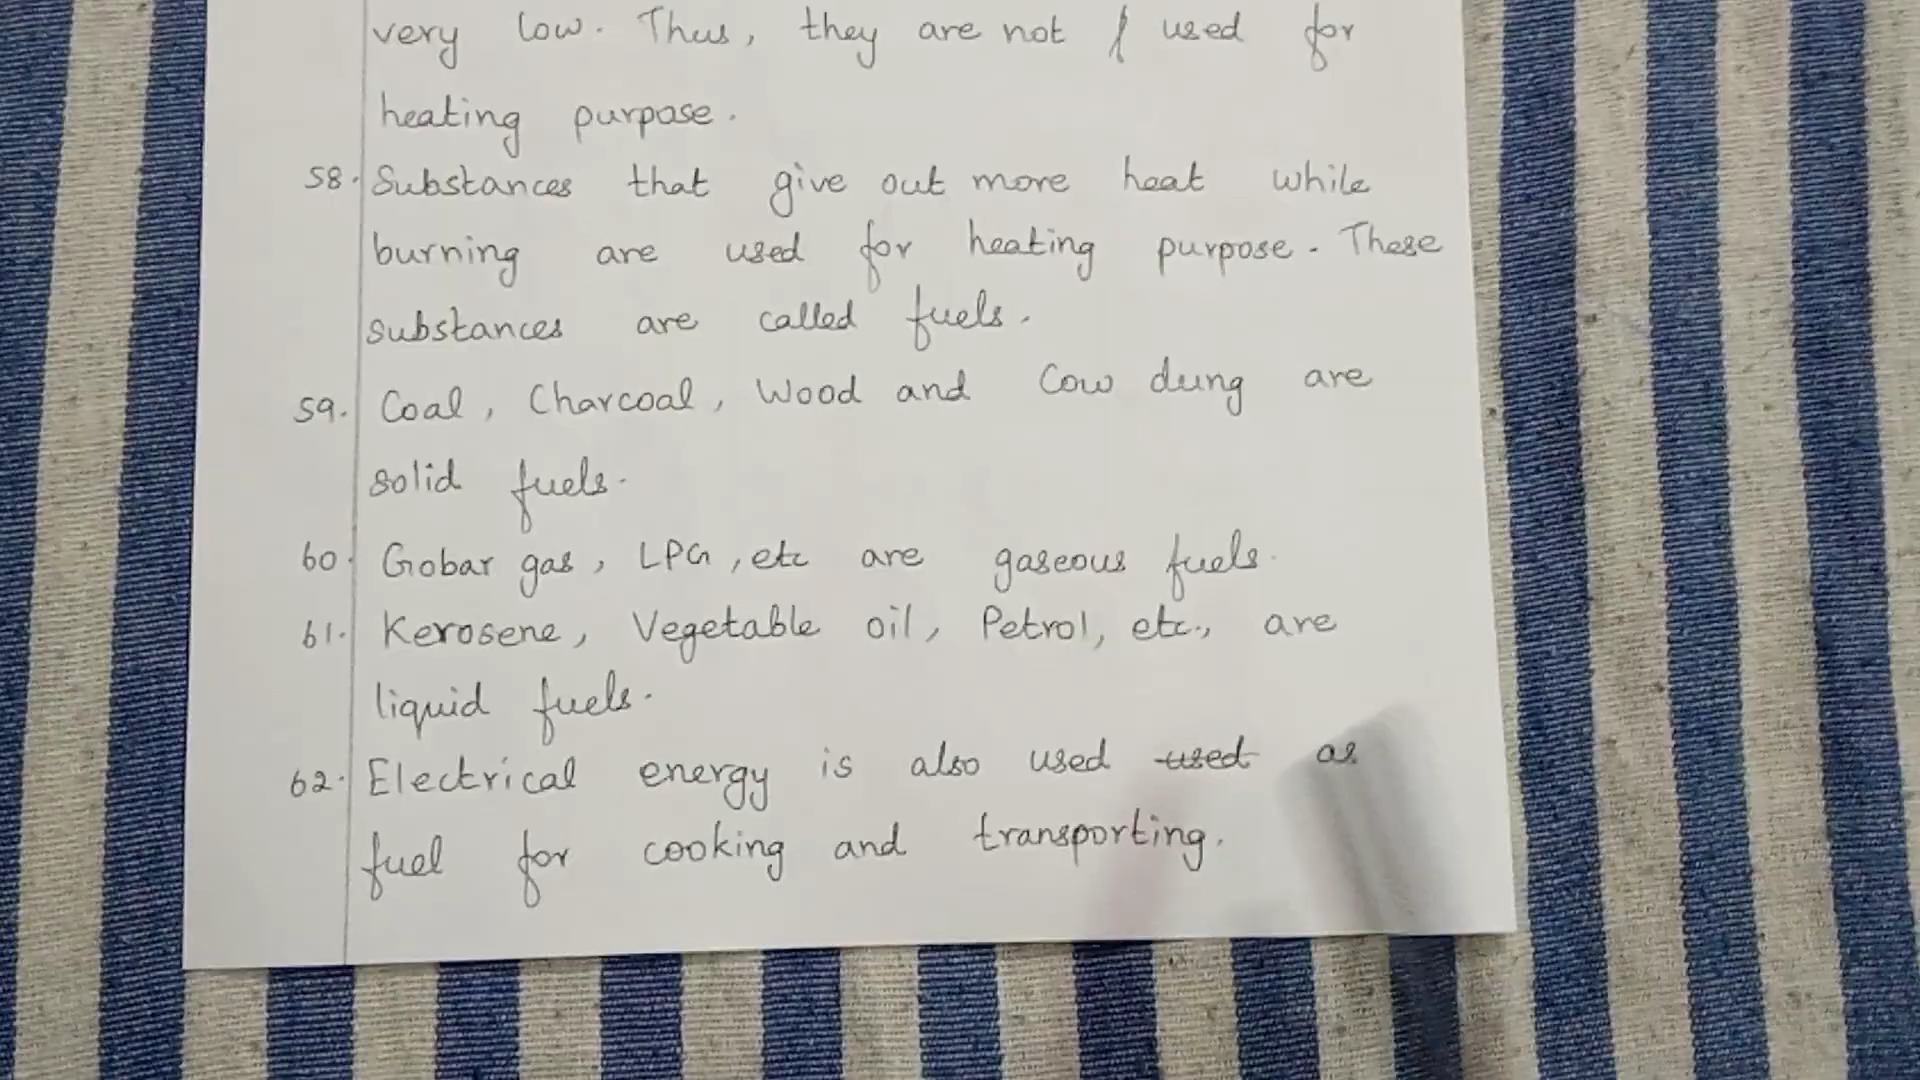 very low. Thus, they are not used for
heating purpose.
58. Substances that give out more heat while
burning are used for heating purpose. These
substances are called fuels.
59. Coal, Charcoal, Wood and Cow dung are
solid fuels.
60. Gobar gas, LPG, etc are gaseous fuels.
61. Kerosene, Vegetable oil, Petrol, etc., are
liquid fuels.
62. Electrical energy is also used used as
fuel for cooking and transporting.